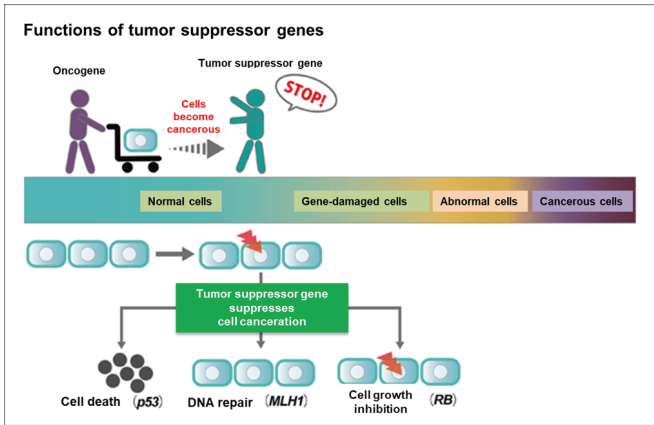 Functions of tumor suppressor genes
Oncogene
Tumor suppressor gene
STOP!
Cells
become
cancerous
Normal cells
Gene-damaged cells
Abnormal cells
Cancerous cells
Tumor suppressor gene
suppresses
cell canceration
Cell death (p53)
DNA repair (MLH1)
Cell growth
inhibition (RB)